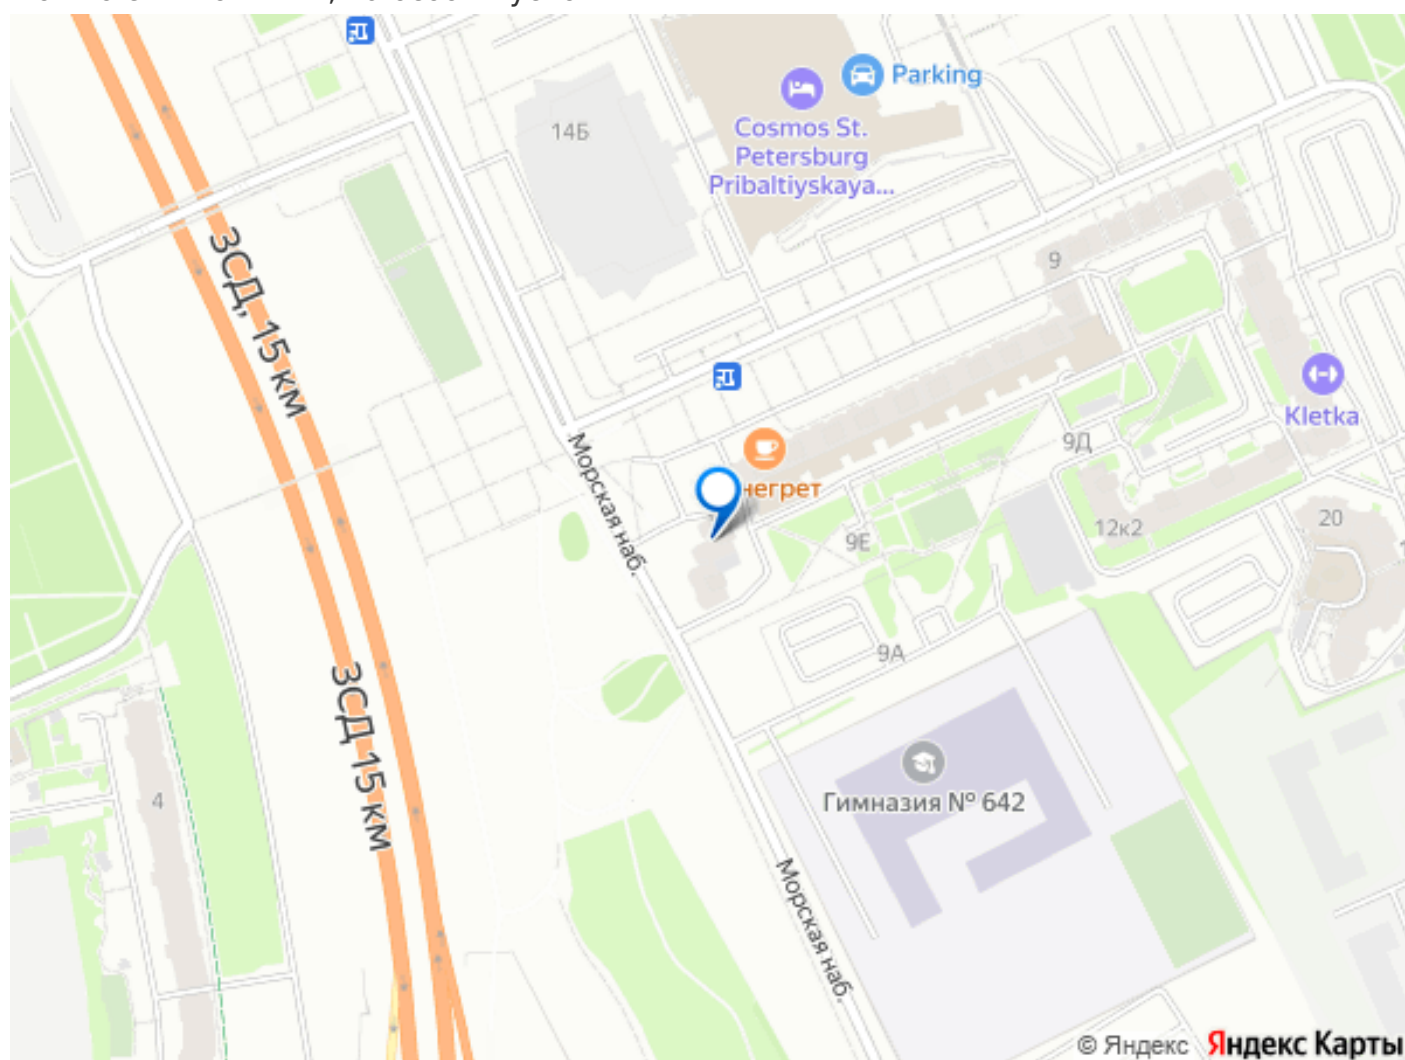 Parking
14Б
Cosmos St.
Petersburg
Pribaltiyskaya...
ЗСД, 15 км
9
Kletka
Морская наб.
9Д
негрет
12к2
20
9Е
9А
ЗСД 15 км
4
Гимназия № 642
Морская наб.
© Яндекс Яндекс Карты